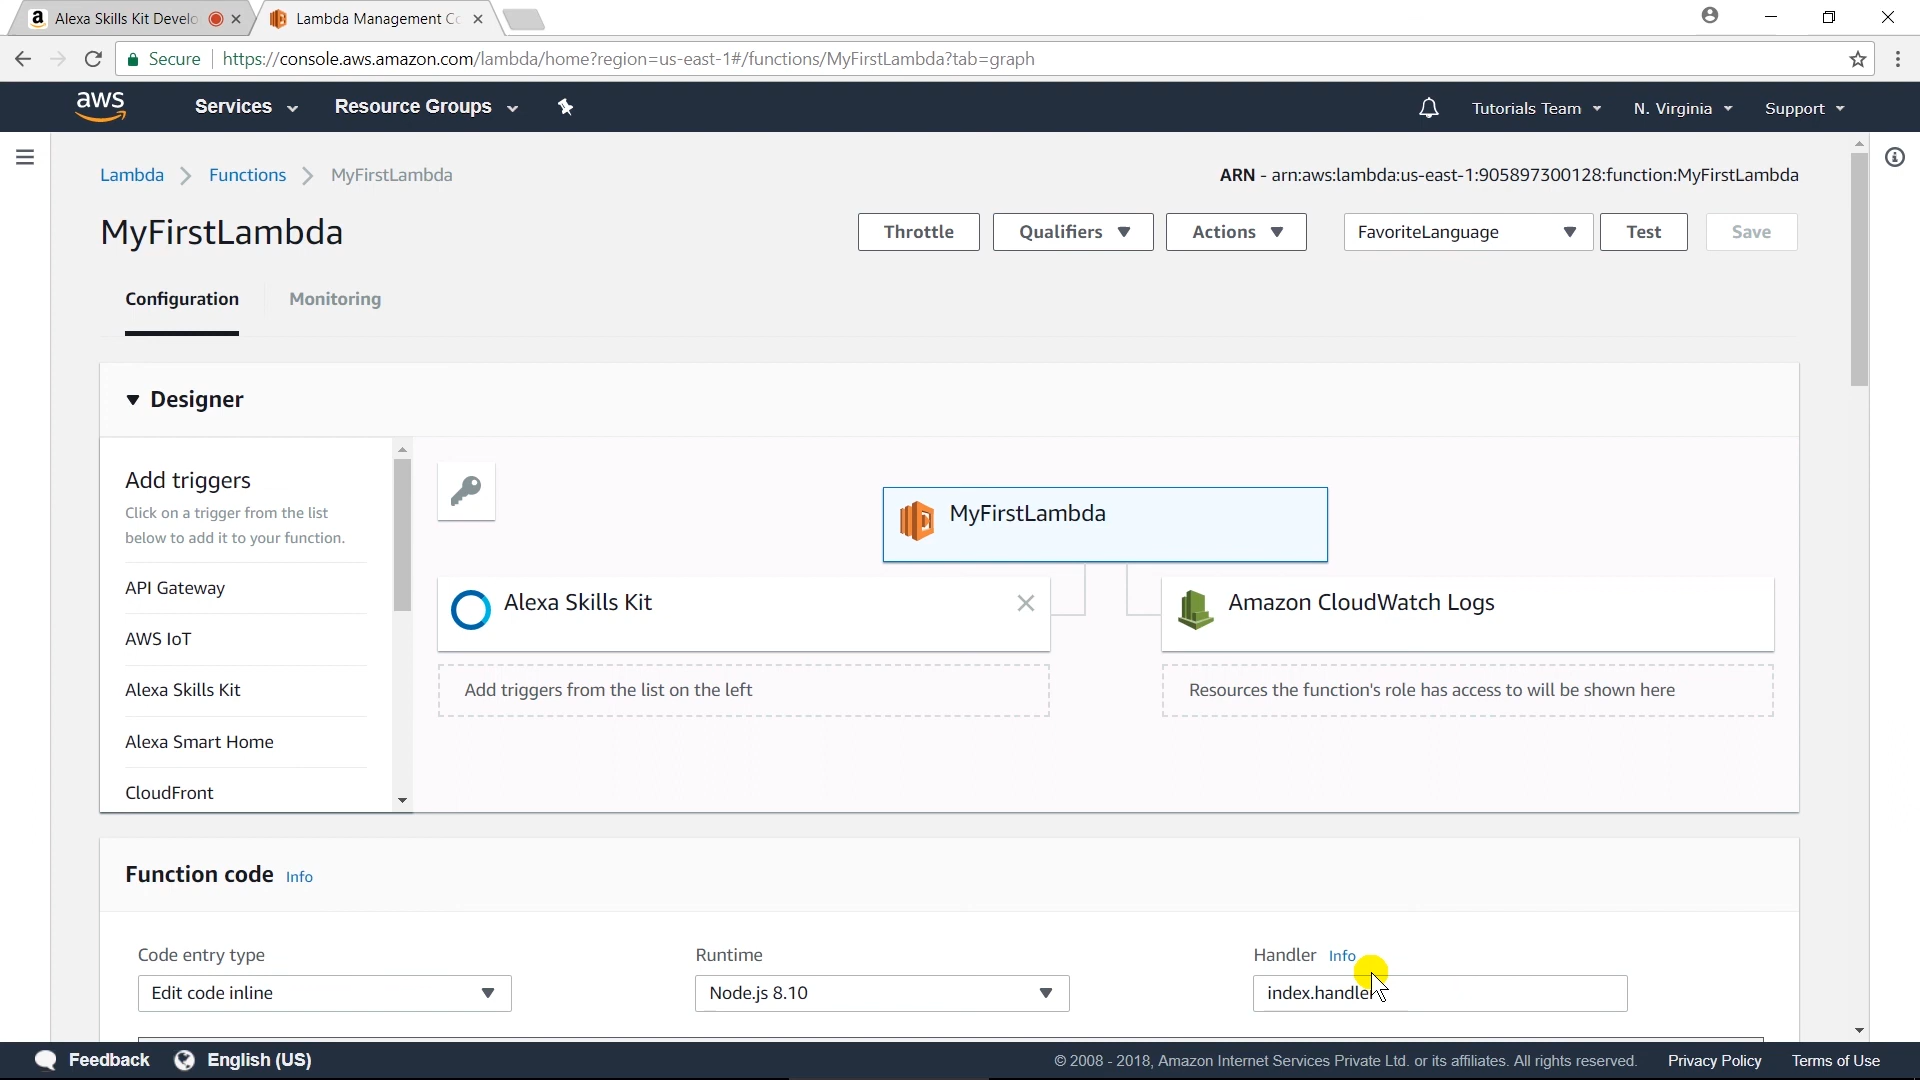 Alexa Skills Kit Develo
Lambda Management Co
Secure https://console.aws.amazon.com/lambda/home?region=us-east-1#/functions/MyFirstLambda?tab=graph
aws Services Resource Groups Tutorials Team N. Virginia Support
Lambda Functions MyFirstLambda ARN - arn:aws:lambda:us-east-1:905897300128:function:MyFirstLambda
MyFirstLambda Throttle Qualifiers Actions FavoriteLanguage Test Save
Configuration Monitoring
Designer
Add triggers
Click on a trigger from the list
below to add it to your function.
API Gateway
AWS IoT
Alexa Skills Kit
Alexa Smart Home
CloudFront
MyFirstLambda
Alexa Skills Kit
Amazon CloudWatch Logs
Add triggers from the list on the left
Resources the function's role has access to will be shown here
Function code Info
Code entry type Runtime Handler Info
Edit code inline Node.js 8.10 index.handler
Feedback English (US) © 2008 - 2018, Amazon Internet Services Private Ltd. or its affiliates. All rights reserved. Privacy Policy Terms of Use